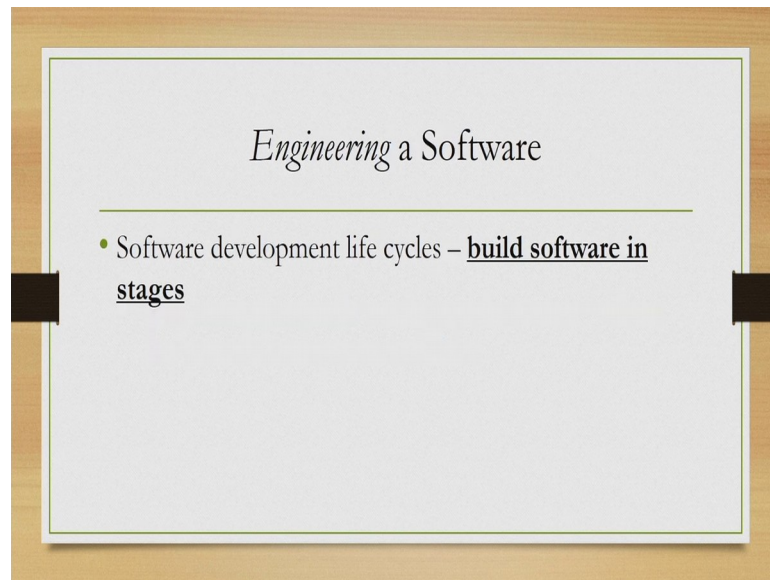 Engineering a Software
• Software development life cycles – build software in
stages